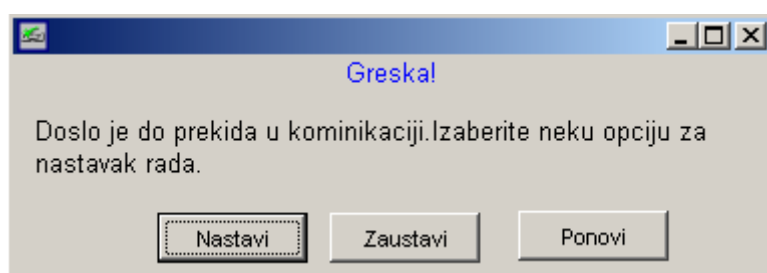 Greska!
Doslo je do prekida u kominikaciji.Izaberite neku opciju za
nastavak rada.
Nastavi Zaustavi Ponovi